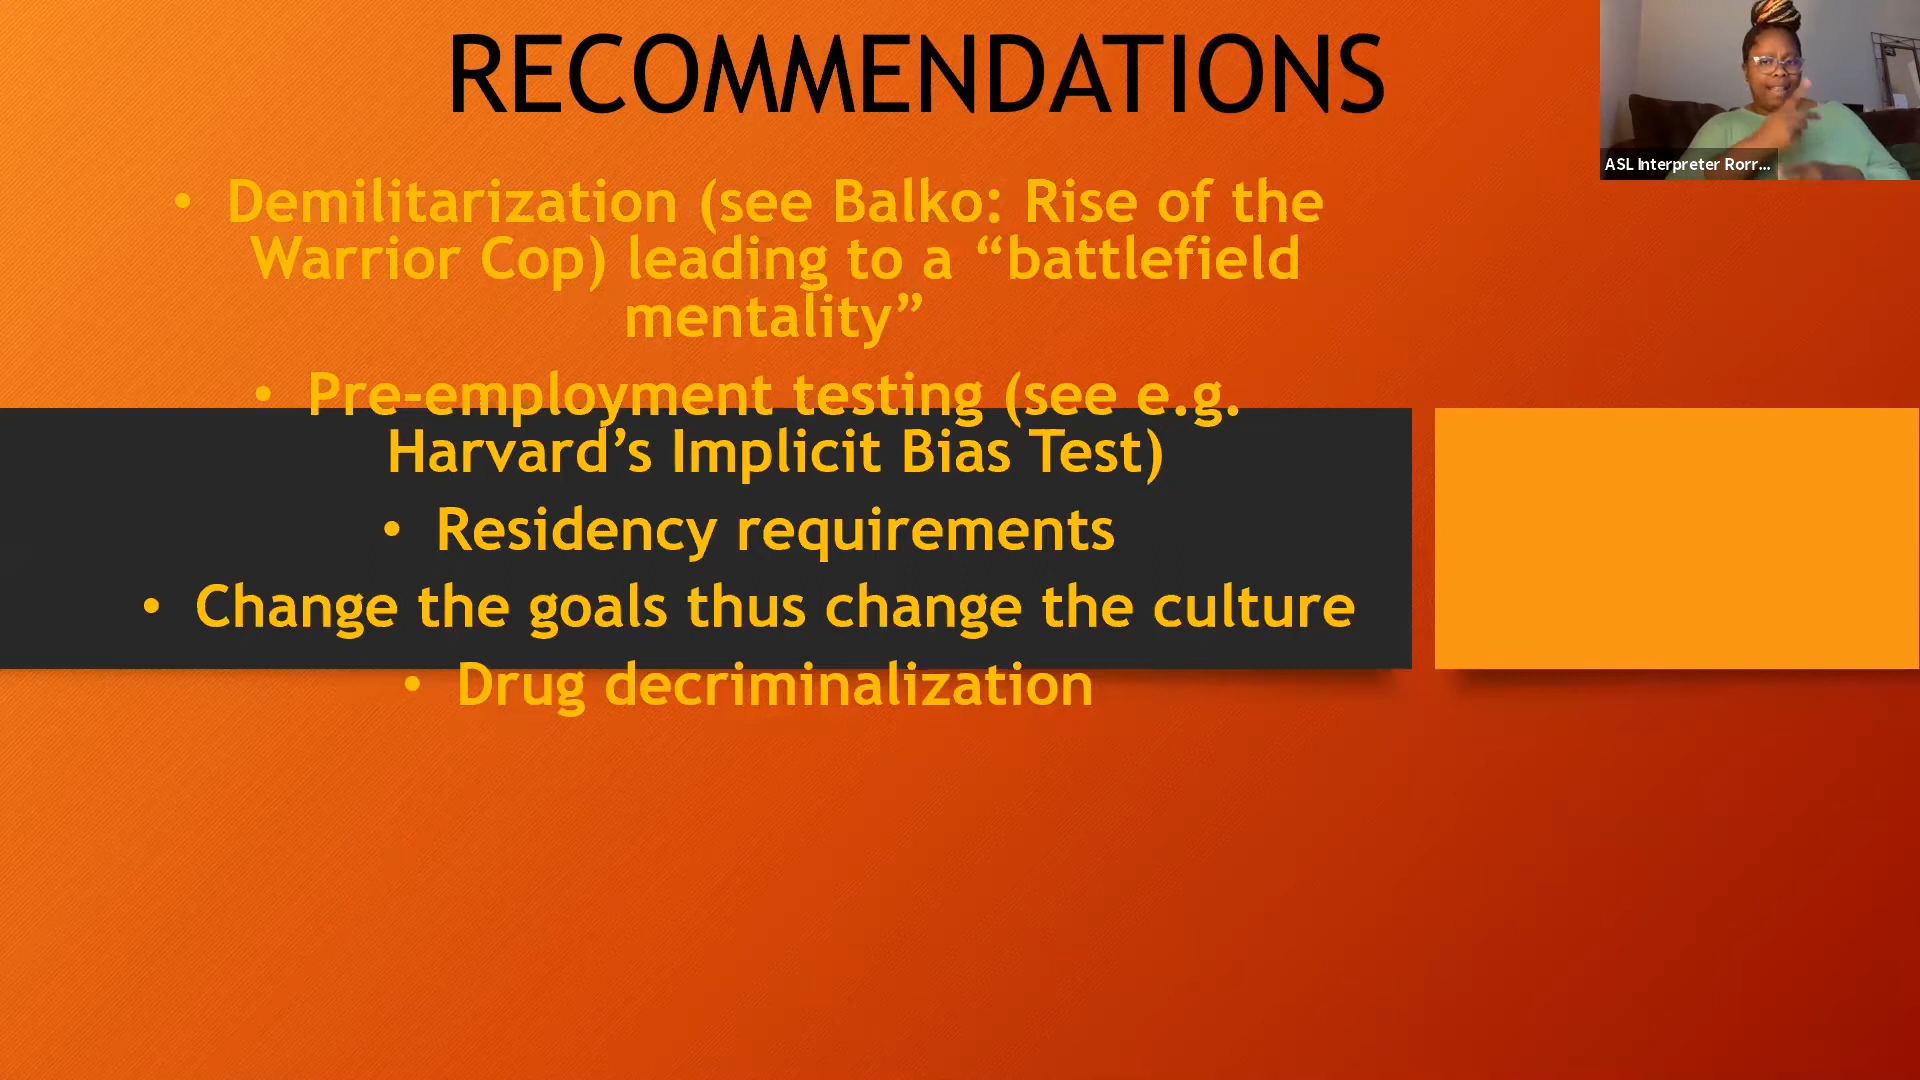 RECOMMENDATIONS
• Demilitarization (see Balko: Rise of the
Warrior Cop) leading to a “battlefield
mentality”
• Pre-employment testing (see e.g.
Harvard’s Implicit Bias Test)
• Residency requirements
• Change the goals thus change the culture
• Drug decriminalization
ASL Interpreter Rorr...